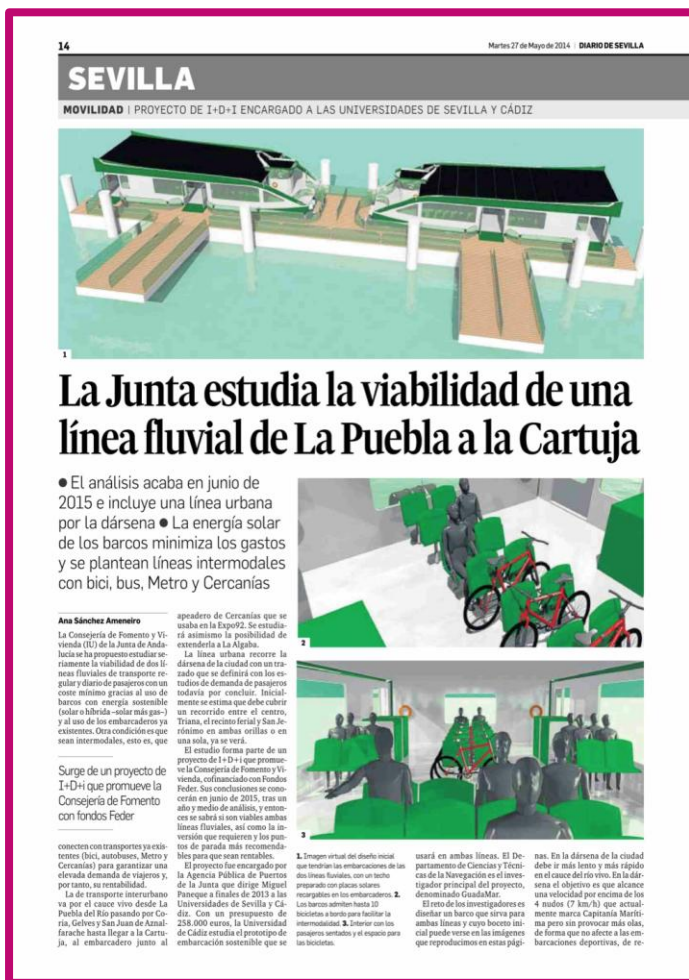 14
Martes 27 de Mayo de 2014 | DIARIO DE SEVILLA
SEVILLA
MOVILIDAD | PROYECTO DE I+D+I ENCARGADO A LAS UNIVERSIDADES DE SEVILLA Y CÁDIZ
1
La Junta estudia la viabilidad de una
línea fluvial de La Puebla a la Cartuja
● El análisis acaba en junio de
2015 e incluye una línea urbana
por la dársena ● La energía solar
de los barcos minimiza los gastos
y se plantean líneas intermodales
con bici, bus, Metro y Cercanías
2
3
Ana Sánchez Ameneiro
La Consejería de Fomento y Vi-
vienda (IU) de la Junta de Anda-
lucía se ha propuesto estudiar se-
riamente la viabilidad de dos lí-
neas fluviales de transporte re-
gular y diario de pasajeros con un
coste mínimo gracias al uso de
barcos con energía sostenible
(solar o híbrida –solar más gas–)
y al uso de los embarcaderos ya
existentes. Otra condición es que
sean intermodales, esto es, que
Surge de un proyecto de
I+D+i que promueve la
Consejería de Fomento
con fondos Feder
conecten con transportes ya exis-
tentes (bici, autobuses, Metro y
Cercanías) para garantizar una
elevada demanda de viajeros y,
por tanto, su rentabilidad.
La de transporte interurbano
va por el cauce vivo desde La
Puebla del Río pasando por Co-
ria, Gelves y San Juan de Aznal-
farache hasta llegar a la Cartu-
ja, al embarcadero junto al
apeadero de Cercanías que se
usaba en la Expo92. Se estudia-
rá asimismo la posibilidad de
extenderla a La Algaba.
La línea urbana recorre la
dársena de la ciudad con un tra-
zado que se definirá con los es-
tudios de demanda de pasajeros
todavía por concluir. Inicial-
mente se estima que debe cubrir
un recorrido entre el centro,
Triana, el recinto ferial y San Je-
rónimo en ambas orillas o en
una sola, ya se verá.
El estudio forma parte de un
proyecto de I+D+i que promue-
ve la Consejería de Fomento y Vi-
vienda, cofinanciado con Fondos
Feder. Sus conclusiones se cono-
cerán en junio de 2015, tras un
año y medio de análisis, y enton-
ces se sabrá si son viables ambas
líneas fluviales, así como la in-
versión que requieren y los pun-
tos de parada más recomenda-
bles para que sean rentables.
El proyecto fue encargado por
la Agencia Pública de Puertos
de la Junta que dirige Miguel
Paneque a finales de 2013 a las
Universidades de Sevilla y Cá-
diz. Con un presupuesto de
258.000 euros, la Universidad
de Cádiz estudia el prototipo de
embarcación sostenible que se
1. Imagen virtual del diseño inicial
que tendrían las embarcaciones de las
dos líneas fluviales, con un techo
preparado con placas solares
recargables en los embarcaderos. 2.
Los barcos admiten hasta 10
bicicletas a bordo para facilitar la
intermodalidad. 3. Interior con los
pasajeros sentados y el espacio para
las bicicletas.
usará en ambas líneas. El De-
partamento de Ciencias y Técni-
cas de la Navegación es el inves-
tigador principal del proyecto,
denominado GuadaMar.
El reto de los investigadores es
diseñar un barco que sirva para
ambas líneas y cuyo boceto ini-
cial puede verse en las imágenes
que reproducimos en estas pági-
nas. En la dársena de la ciudad
debe ir más lento y más rápido
en el cauce del río vivo. En la dár-
sena el objetivo es que alcance
una velocidad por encima de los
4 nudos (7 km/h) que actual-
mente marca Capitanía Maríti-
ma pero sin provocar más olas,
de forma que no afecte a las em-
barcaciones deportivas, de re-